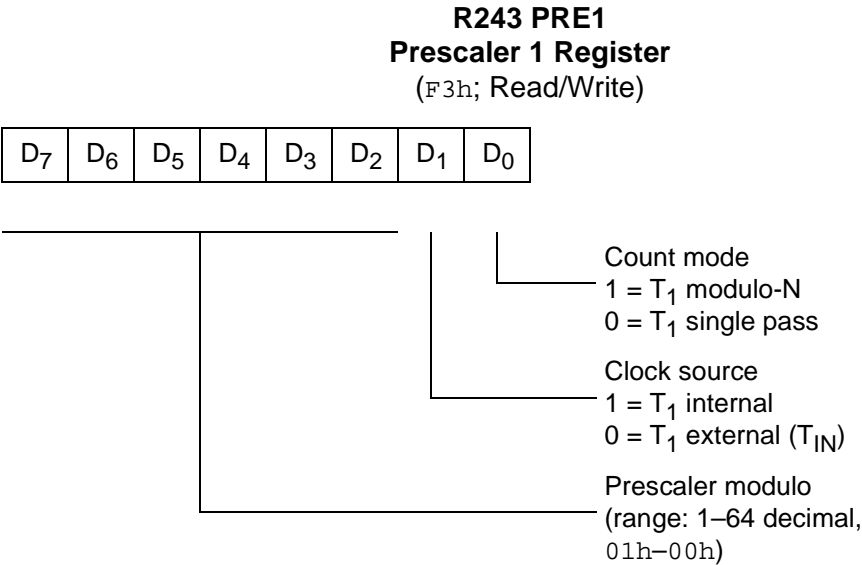 R243 PRE1
Prescaler 1 Register
(F3h; Read/Write)
D7 D6 D5 D4 D3 D2 D1 D0
Count mode
1 = T1 modulo-N
0 = T1 single pass
Clock source
1 = T1 internal
0 = T1 external (TIN)
Prescaler modulo
(range: 1–64 decimal,
01h–00h)